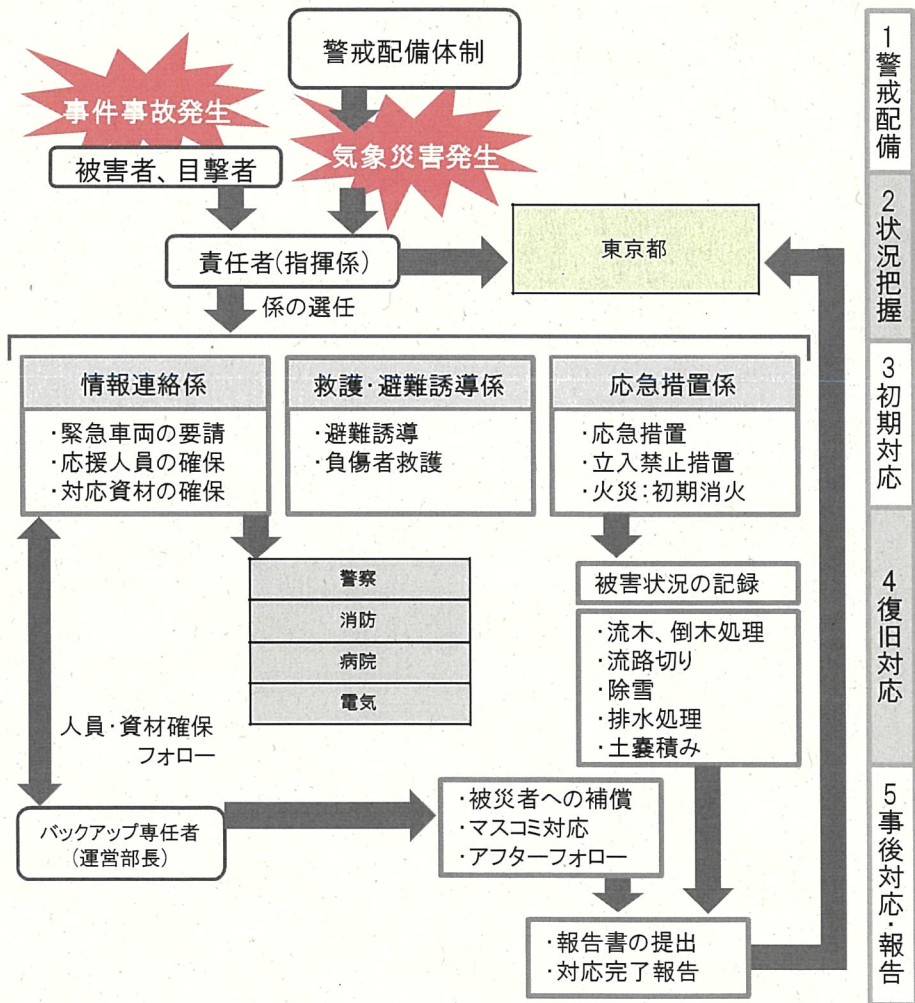 警戒配備体制
事件事故発生
被害者、目撃者
気象災害発生
責任者(指揮係)
東京都
係の選任
情報連絡係
・緊急車両の要請
・応援人員の確保
・対応資材の確保
救護・避難誘導係
・避難誘導
・負傷者救護
応急措置係
・応急措置
・立入禁止措置
・火災:初期消火
警察
消防
病院
電気
被害状況の記録
・流木、倒木処理
・流路切り
・除雪
・排水処理
・土嚢積み
人員・資材確保
フォロー
バックアップ専任者
(運営部長)
・被災者への補償
・マスコミ対応
・アフターフォロー
・報告書の提出
・対応完了報告
1警戒配備
2状況把握
3初期対応
4復旧対応
5事後対応・報告